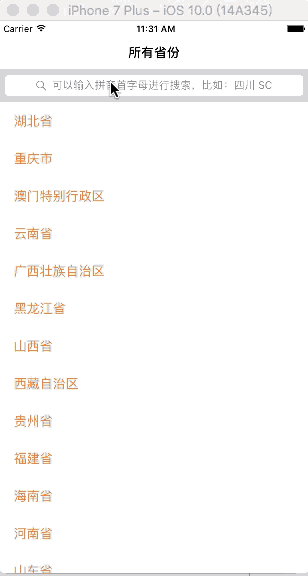 iPhone 7 Plus – iOS 10.0 (14A345)
Carrier 11:31 AM
所有省份
可以输入拼音首字母进行搜索，比如：四川 SC
湖北省
重庆市
澳门特别行政区
云南省
广西壮族自治区
黑龙江省
山西省
西藏自治区
贵州省
福建省
海南省
河南省
山东省